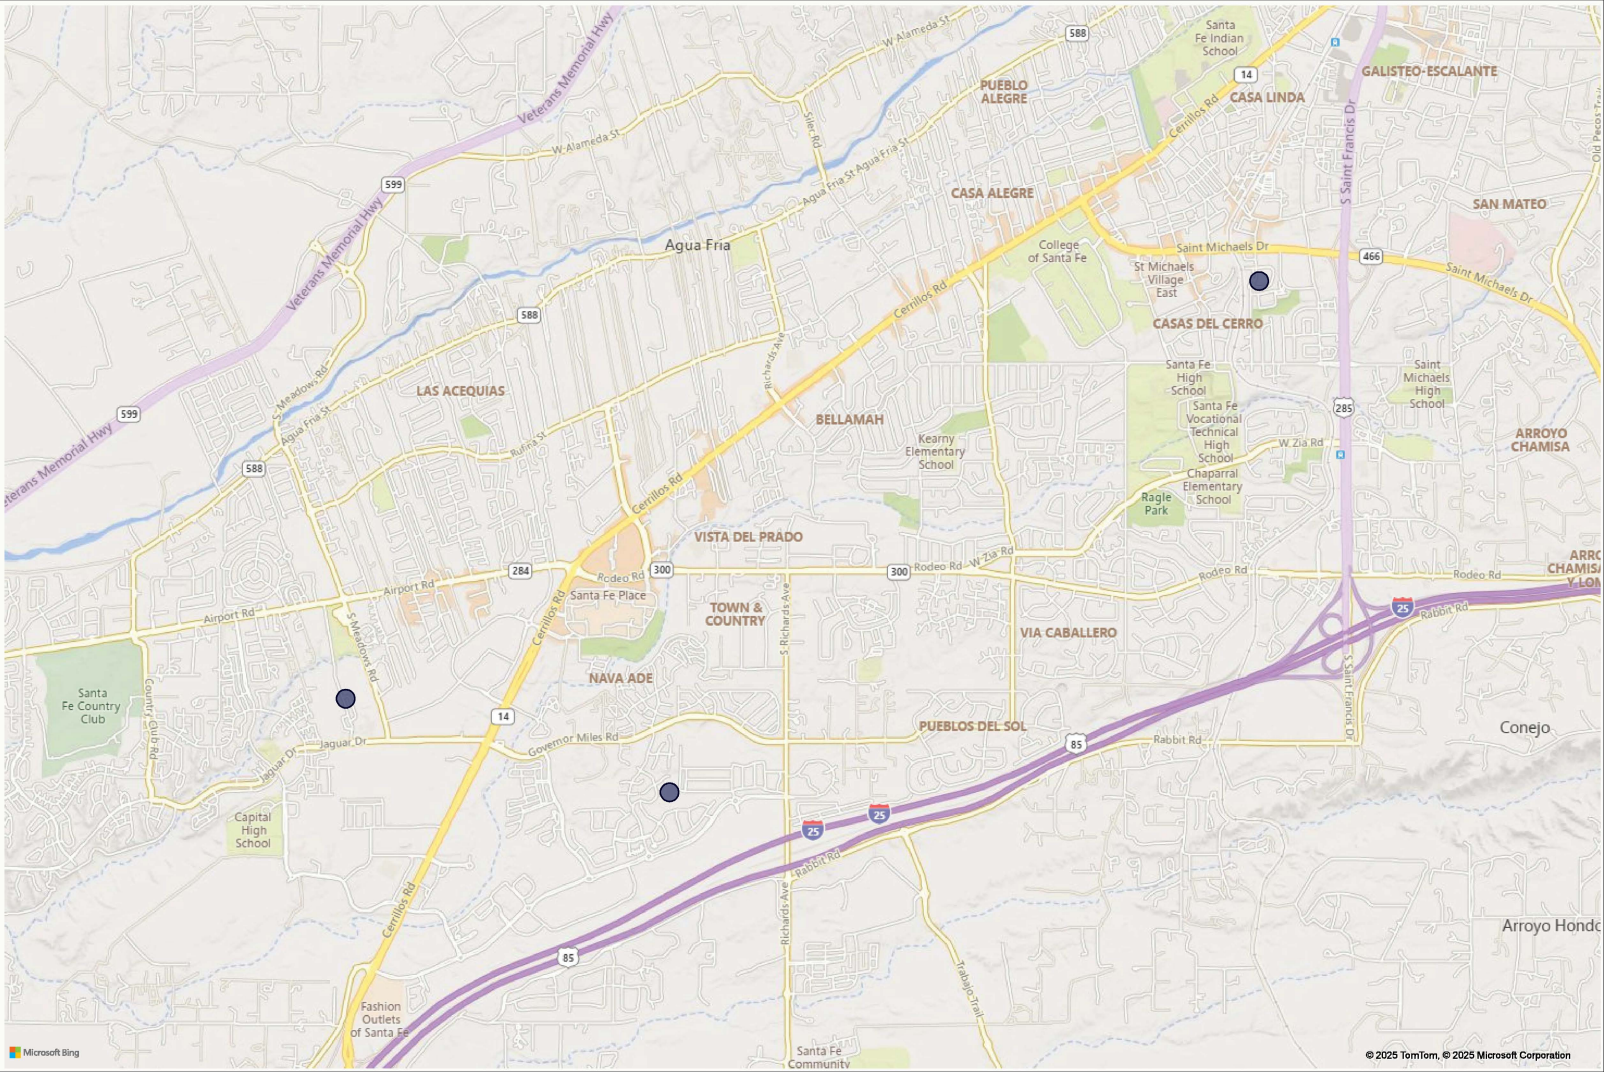 Veterans Memorial Hwy
W Alameda St
588
Santa
Fe Indian
School
14
GALISTEO-ESCALANTE
CASA LINDA
PUEBLO
ALEGRE
Siler Rd
Cerrillos Rd
S Saint Francis Dr
W Alameda St
Agua Fria St
Agua Fria St
599
Veterans Memorial Hwy
CASA ALEGRE
SAN MATEO
Agua Fria
College
of Santa Fe
Saint Michaels Dr
466
Saint Michaels Dr
St Michaels
Village
East
Cerrillos Rd
588
CASAS DEL CERRO
Richards Ave
S Meadows Rd
LAS ACEQUIAS
Santa Fe
High
School
Saint
Michaels
High
School
599
285
BELLAMAH
Agua Fria St
Santa Fe
Vocational
Technical
High
School
Rufina St
Kearny
Elementary
School
W Zia Rd
ARROYO
CHAMISA
588
eterans Memorial Hwy
Cerrillos Rd
Chaparral
Elementary
School
Ragle
Park
VISTA DEL PRADO
W Zia Rd
ARRO
CHAMISA
Y LOM
284
Airport Rd
Rodeo Rd
300
300
Rodeo Rd
Rodeo Rd
Rodeo Rd
Santa Fe Place
25
Rabbit Rd
Airport Rd
S Meadows Rd
Cerrillos Rd
TOWN &
COUNTRY
S Richards Ave
VIA CABALLERO
NAVA ADE
Santa
Fe Country
Club
Country Club Rd
S Saint Francis Dr
14
PUEBLOS DEL SOL
Conejo
Jaguar Dr
Jaguar Dr
Governor Miles Rd
85
Rabbit Rd
Capital
High
School
25
25
Rabbit Rd
Cerrillos Rd
Richards Ave
Arroyo Hondo
85
Trabajo Trail
Fashion
Outlets
of Santa Fe
Santa Fe
Community
Microsoft Bing
© 2025 TomTom, © 2025 Microsoft Corporation